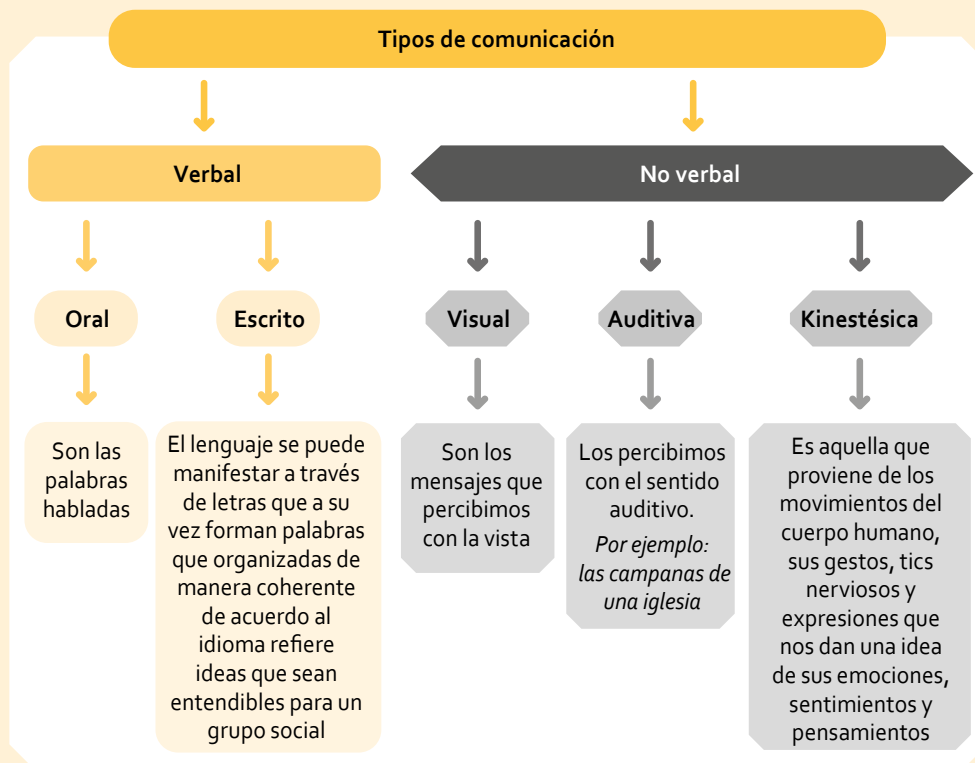 Tipos de comunicación
Verbal
No verbal
Oral
Escrito
Visual
Auditiva
Kinestésica
Son las
palabras
habladas
El lenguaje se puede
manifestar a través
de letras que a su
vez forman palabras
que organizadas de
manera coherente
de acuerdo al
idioma refiere
ideas que sean
entendibles para un
grupo social
Son los
mensajes que
percibimos
con la vista
Los percibimos
con el sentido
auditivo.
Por ejemplo:
las campanas de
una iglesia
Es aquella que
proviene de los
movimientos del
cuerpo humano,
sus gestos, tics
nerviosos y
expresiones que
nos dan una idea
de sus emociones,
sentimientos y
pensamientos